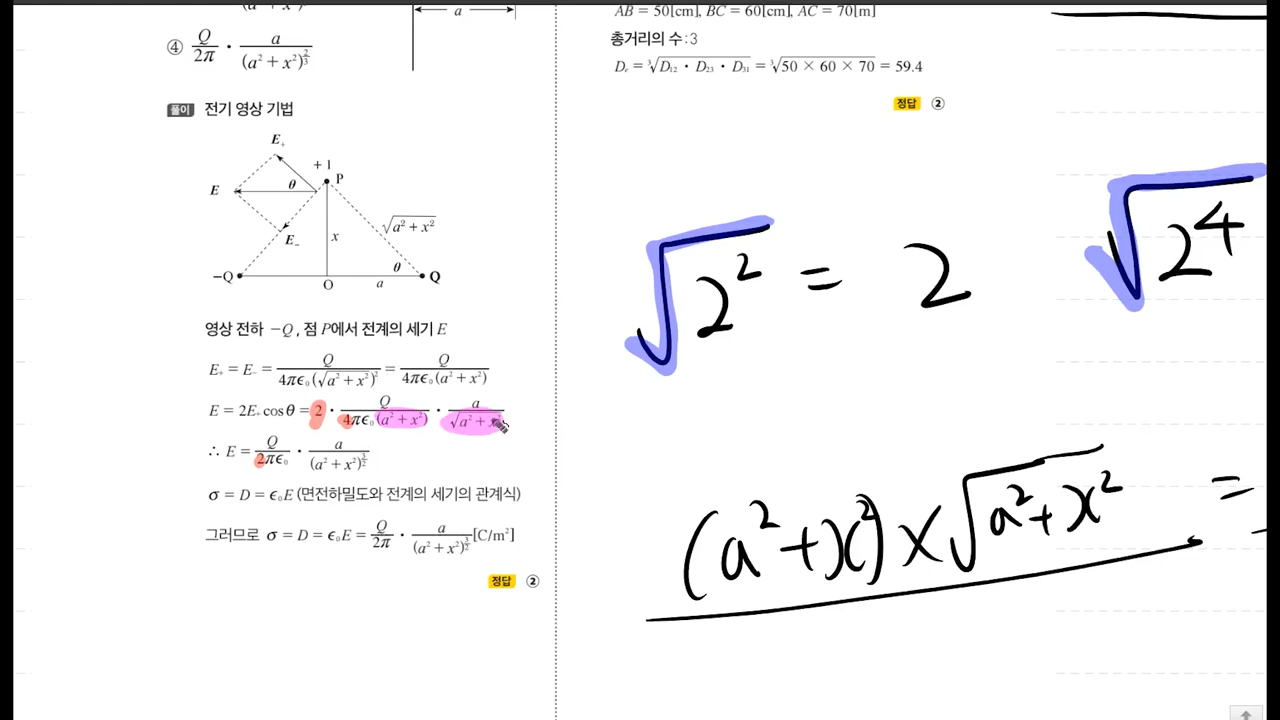 a
④ Q/2π · a/(a² + x²)^(2/3)
풀이 전기 영상 기법
E₊
+1
P
E
θ
√(a² + x²)
E₋
x
−Q
θ
Q
O
a
영상 전하 −Q, 점 P에서 전계의 세기 E
E₊ = E₋ = Q/(4πϵ₀(√(a² + x²))²) = Q/(4πϵ₀(a² + x²))
E = 2E₊cosθ = 2 · Q/(4πϵ₀(a² + x²)) · a/√(a² + x²)
∴ E = Q/(2πϵ₀) · a/(a² + x²)^(3/2)
σ = D = ϵ₀E (면전하밀도와 전계의 세기의 관계식)
그러므로 σ = D = ϵ₀E = Q/2π · a/(a² + x²)^(3/2) [C/m²]
정답 ②
AB = 50[cm], BC = 60[cm], AC = 70[m]
총거리의 수 : 3
Dₑ = ³√(D₁₂ · D₂₃ · D₃₁) = ³√(50 × 60 × 70) = 59.4
정답 ②
√2² = 2
√2⁴
(a² + x²) × √(a² + x²) =